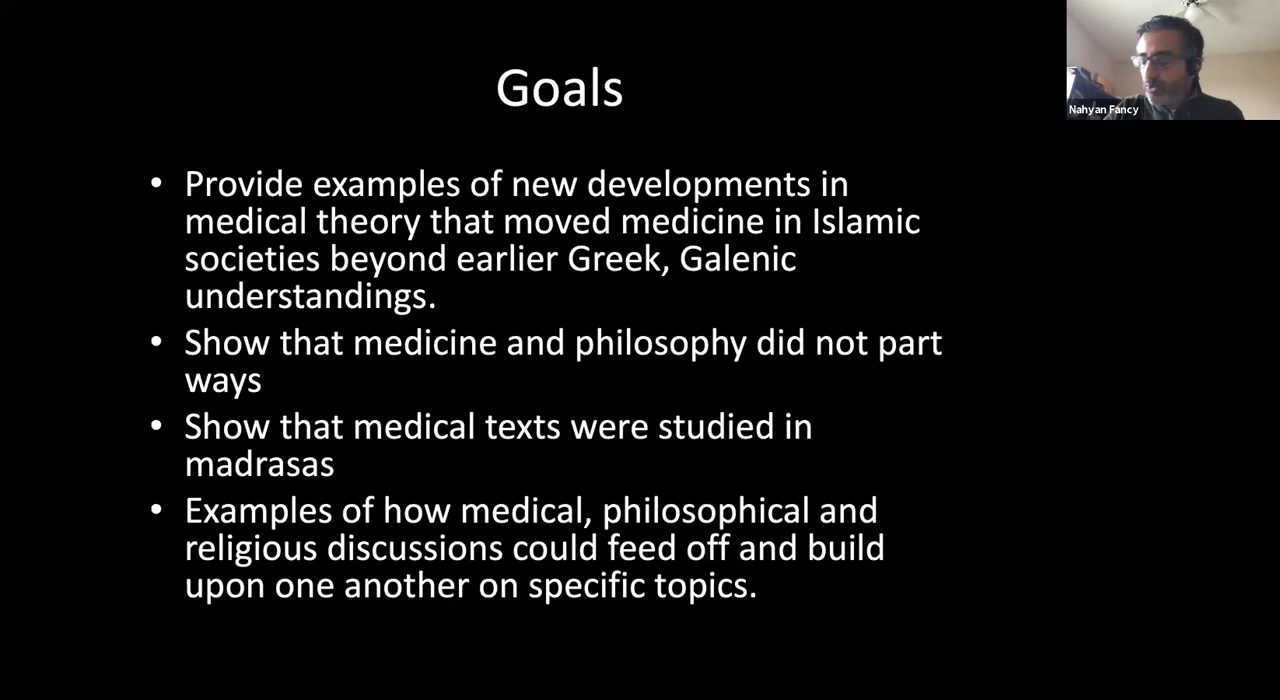 Goals
Nahyan Fancy
• Provide examples of new developments in
medical theory that moved medicine in Islamic
societies beyond earlier Greek, Galenic
understandings.
• Show that medicine and philosophy did not part
ways
• Show that medical texts were studied in
madrasas
• Examples of how medical, philosophical and
religious discussions could feed off and build
upon one another on specific topics.